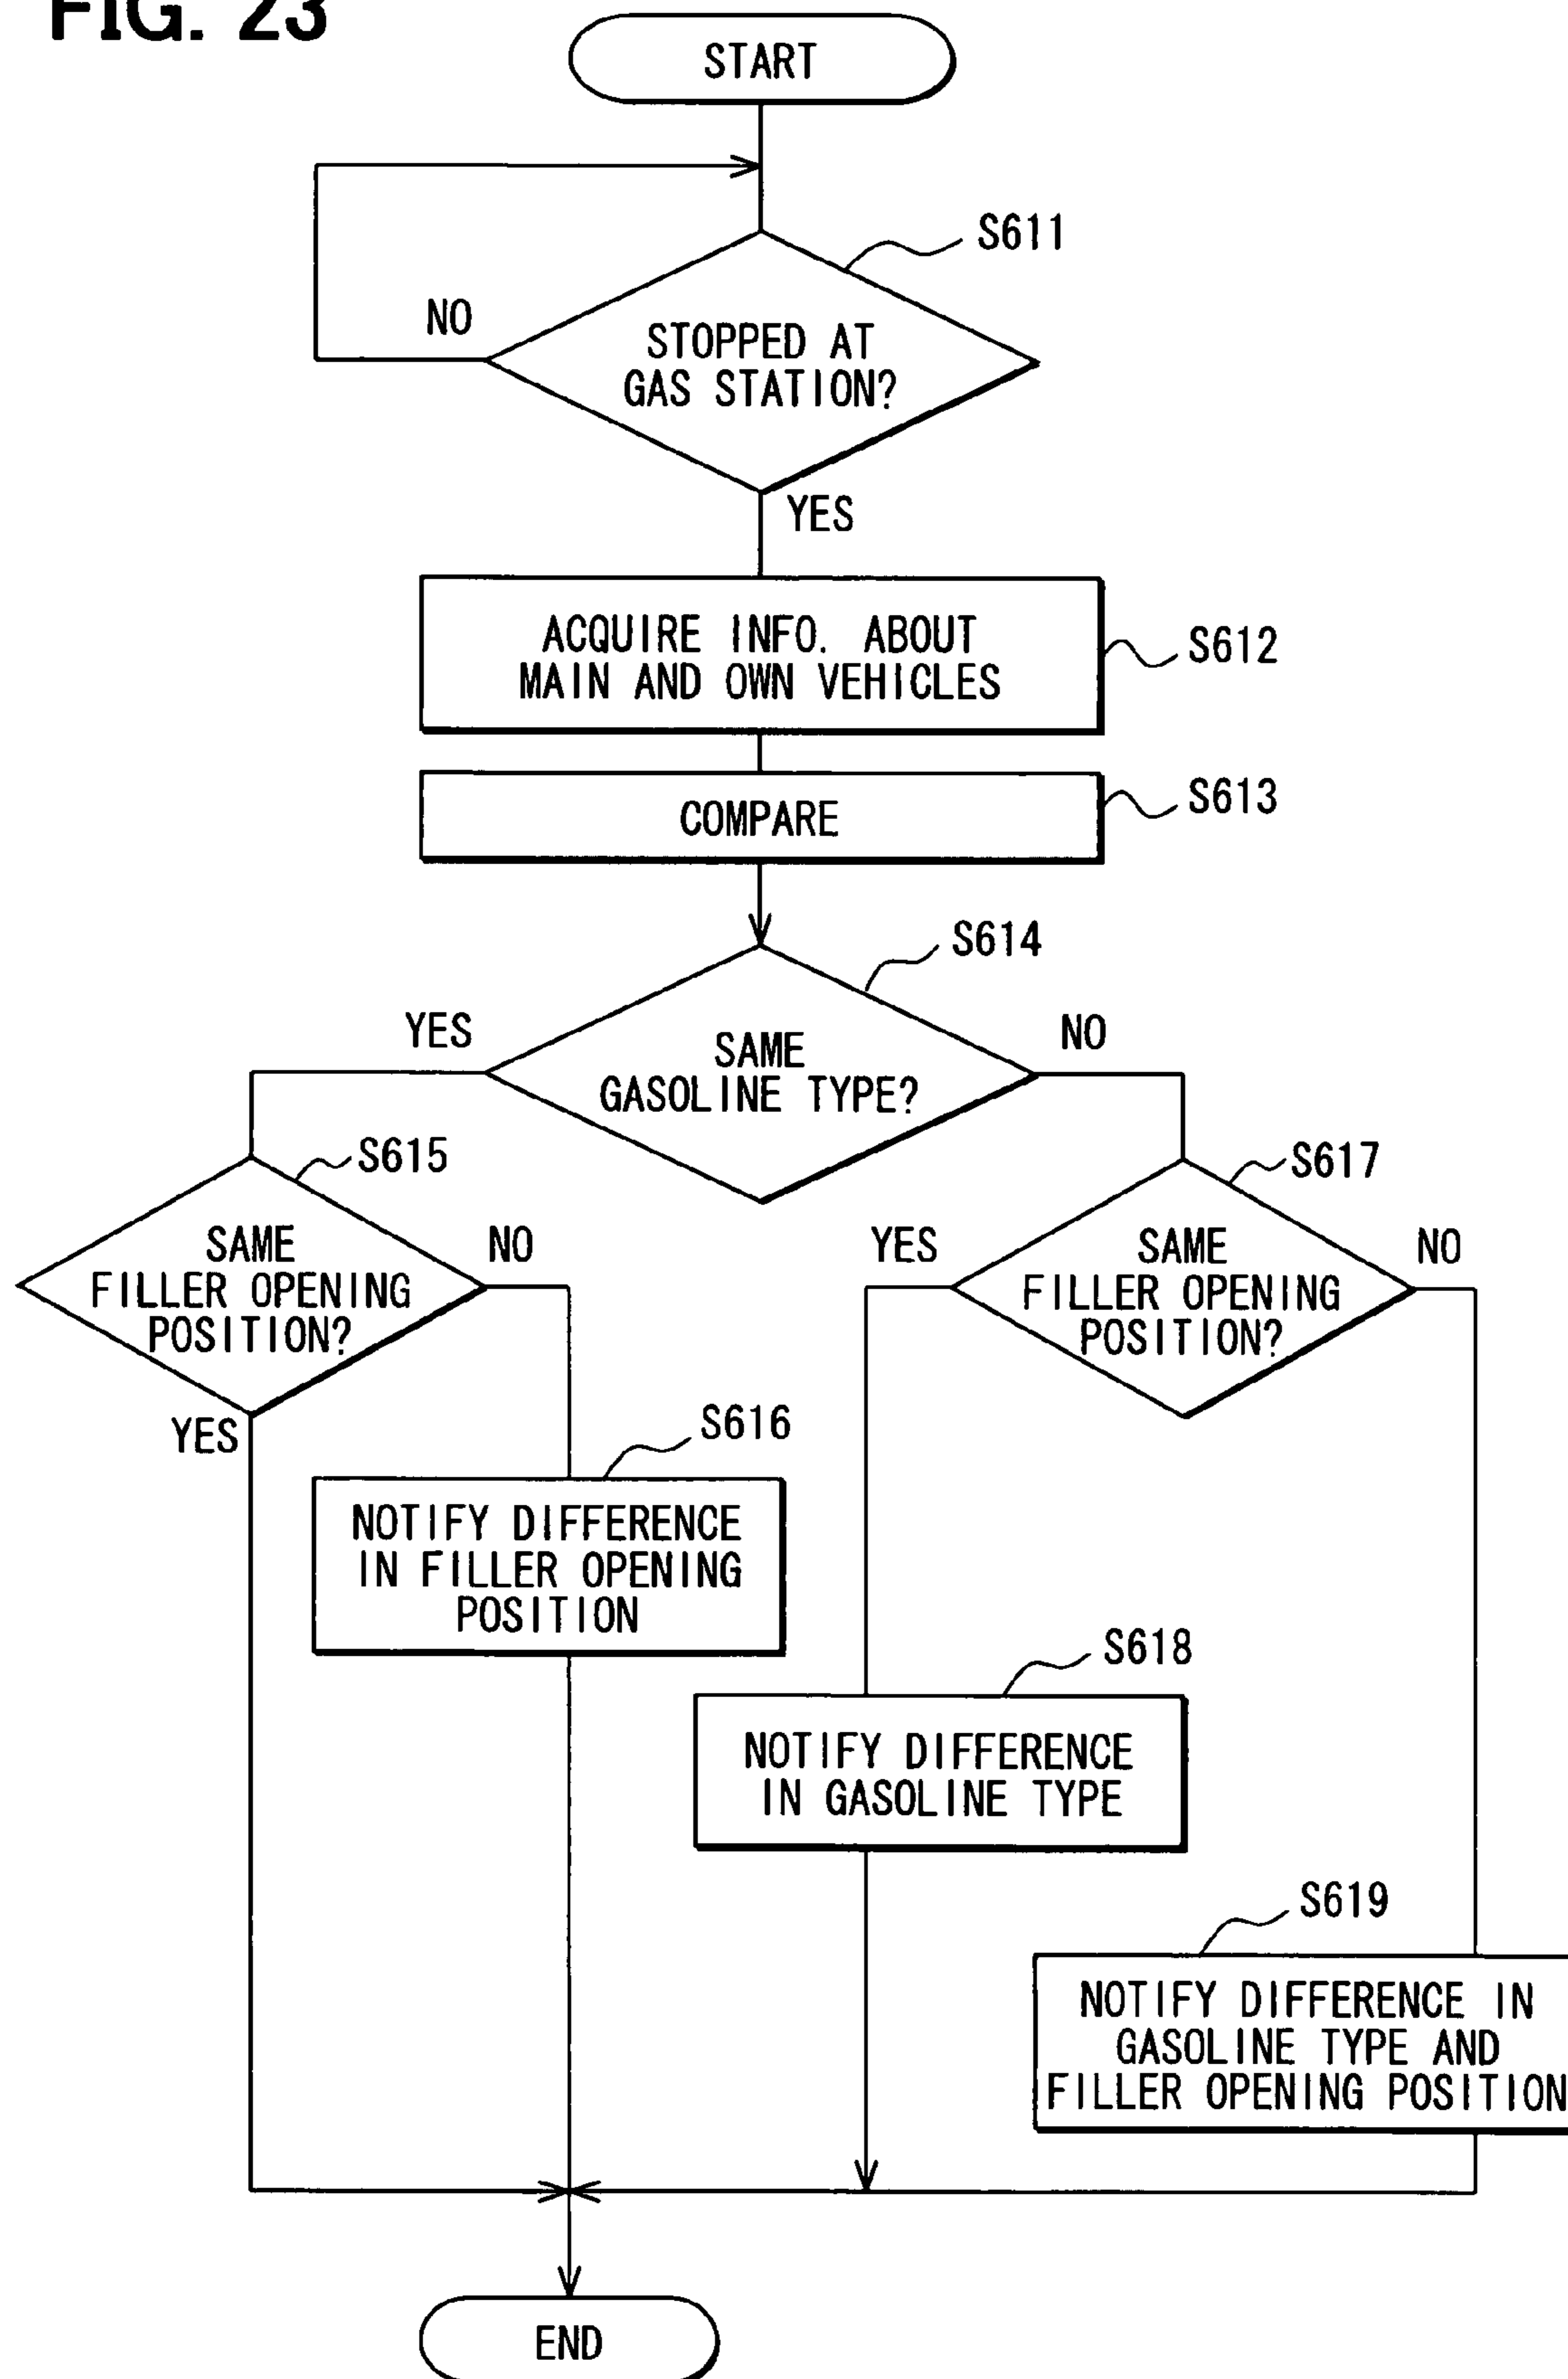 FIG. 23
START
S611
NO
STOPPED AT
GAS STATION?
YES
ACQUIRE INFO. ABOUT
MAIN AND OWN VEHICLES
S612
COMPARE
S613
S614
YES
SAME
GASOLINE TYPE?
NO
S615
SAME
FILLER OPENING
POSITION?
NO
YES
S617
YES
SAME
FILLER OPENING
POSITION?
NO
S616
NOTIFY DIFFERENCE
IN FILLER OPENING
POSITION
S618
NOTIFY DIFFERENCE
IN GASOLINE TYPE
S619
NOTIFY DIFFERENCE IN
GASOLINE TYPE AND
FILLER OPENING POSITION
END